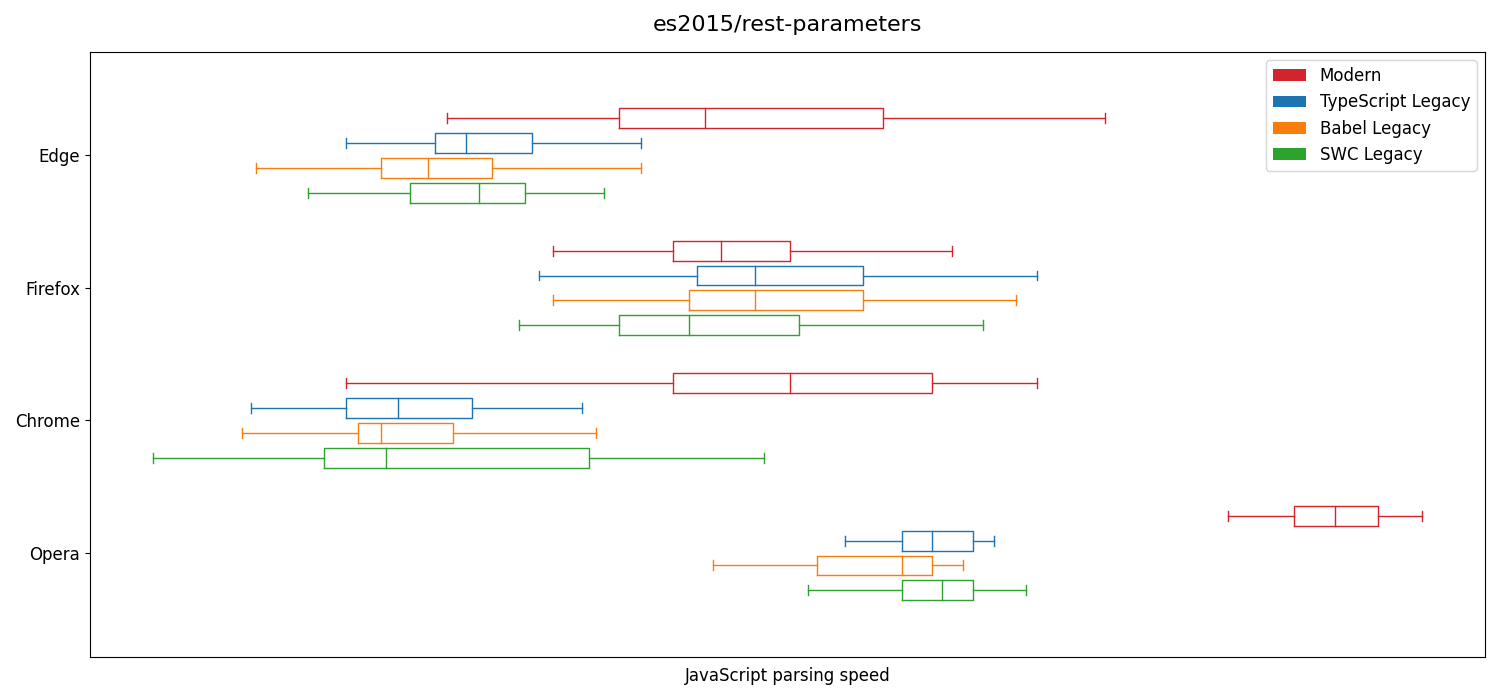 es2015/rest-parameters
Modern
TypeScript Legacy
Babel Legacy
SWC Legacy
Edge
Firefox
Chrome
Opera
JavaScript parsing speed